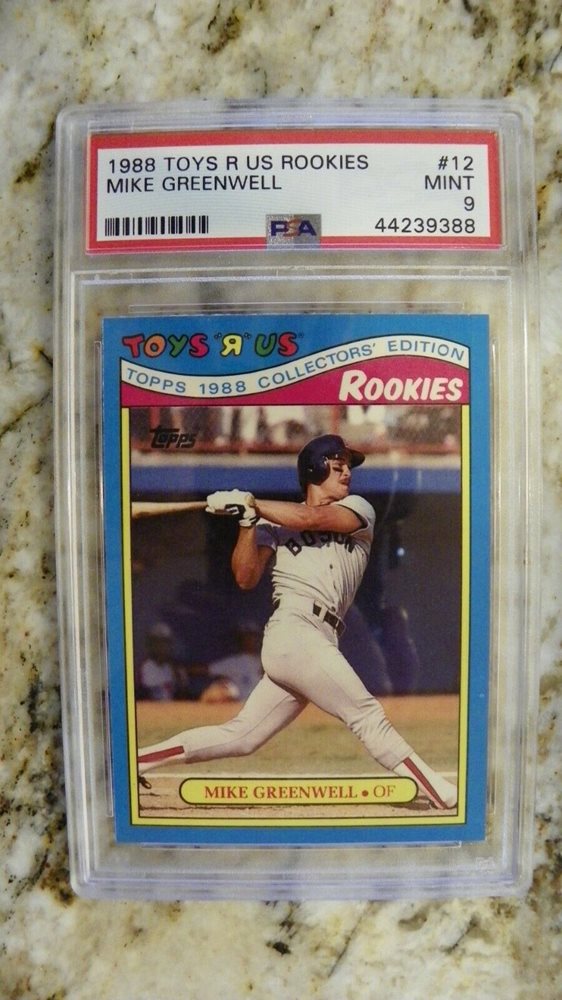 1988 TOYS R US ROOKIES #12
MIKE GREENWELL MINT
9
PSA 44239388
TOYS "R" US
TOPPS 1988 COLLECTORS' EDITION
ROOKIES
Topps
BOSTON
MIKE GREENWELL • OF